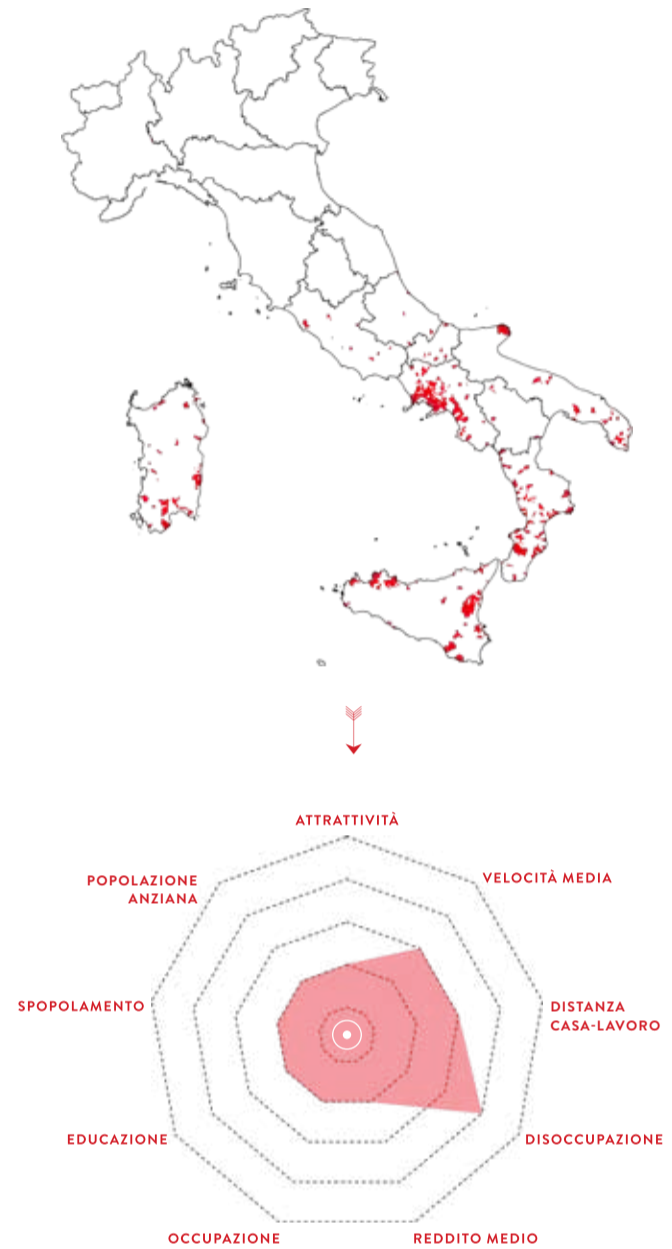 ATTRATTIVITÀ
POPOLAZIONE
ANZIANA
VELOCITÀ MEDIA
SPOPOLAMENTO
DISTANZA
CASA-LAVORO
EDUCAZIONE
DISOCCUPAZIONE
OCCUPAZIONE
REDDITO MEDIO